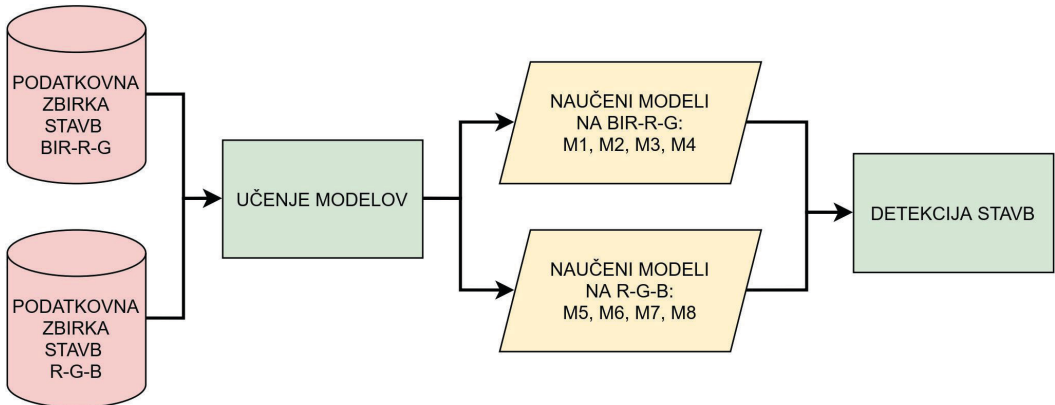 PODATKOVNA
ZBIRKA
STAVB
BIR-R-G
PODATKOVNA
ZBIRKA
STAVB
R-G-B
UČENJE MODELOV
NAUČENI MODELI
NA BIR-R-G:
M1, M2, M3, M4
NAUČENI MODELI
NA R-G-B:
M5, M6, M7, M8
DETEKCIJA STAVB